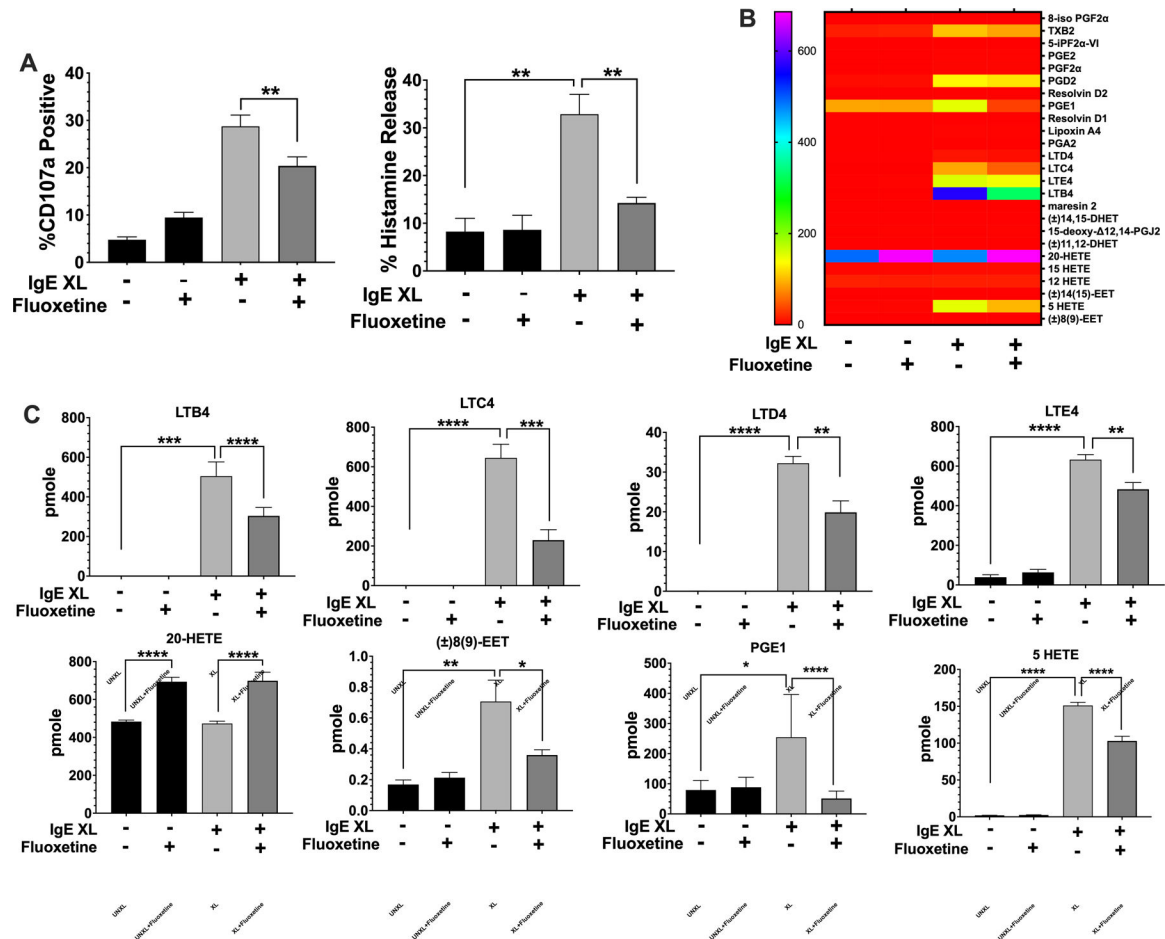 A
%CD107a Positive
40
30
20
10
0
**
IgE XL - - + +
Fluoxetine - + - +
% Histamine Release
40
30
20
10
0
** **
IgE XL - - + +
Fluoxetine - + - +
B
600
500
400
300
200
100
0
8-iso PGF2α
TXB2
5-iPF2α-VI
PGE2
PGF2α
PGD2
Resolvin D2
PGE1
Resolvin D1
Lipoxin A4
PGA2
LTD4
LTC4
LTE4
LTB4
maresin 2
(±)14,15-DHET
15-deoxy-Δ12,14-PGJ2
(±)11,12-DHET
20-HETE
15 HETE
12 HETE
(±)14(15)-EET
5 HETE
(±)8(9)-EET
IgE XL - - + +
Fluoxetine - + - +
C
LTB4
pmole
800
600
400
200
0
*** ****
IgE XL - - + +
Fluoxetine - + - +
LTC4
pmole
800
600
400
200
0
**** ***
IgE XL - - + +
Fluoxetine - + - +
LTD4
pmole
40
30
20
10
0
**** **
IgE XL - - + +
Fluoxetine - + - +
LTE4
pmole
800
600
400
200
0
**** **
IgE XL - - + +
Fluoxetine - + - +
20-HETE
pmole
1000
800
600
400
200
0
**** ****
UNXL UNXL+Fluoxetine XL XL+Fluoxetine
IgE XL - - + +
Fluoxetine - + - +
(±)8(9)-EET
pmole
1.0
0.8
0.6
0.4
0.2
0.0
** *
UNXL UNXL+Fluoxetine XL XL+Fluoxetine
IgE XL - - + +
Fluoxetine - + - +
PGE1
pmole
500
400
300
200
100
0
* ****
UNXL UNXL+Fluoxetine XL XL+Fluoxetine
IgE XL - - + +
Fluoxetine - + - +
5 HETE
pmole
200
150
100
50
0
**** ****
UNXL UNXL+Fluoxetine XL XL+Fluoxetine
IgE XL - - + +
Fluoxetine - + - +
UNXL UNXL+Fluoxetine XL XL+Fluoxetine
UNXL UNXL+Fluoxetine XL XL+Fluoxetine
UNXL UNXL+Fluoxetine XL XL+Fluoxetine
UNXL UNXL+Fluoxetine XL XL+Fluoxetine